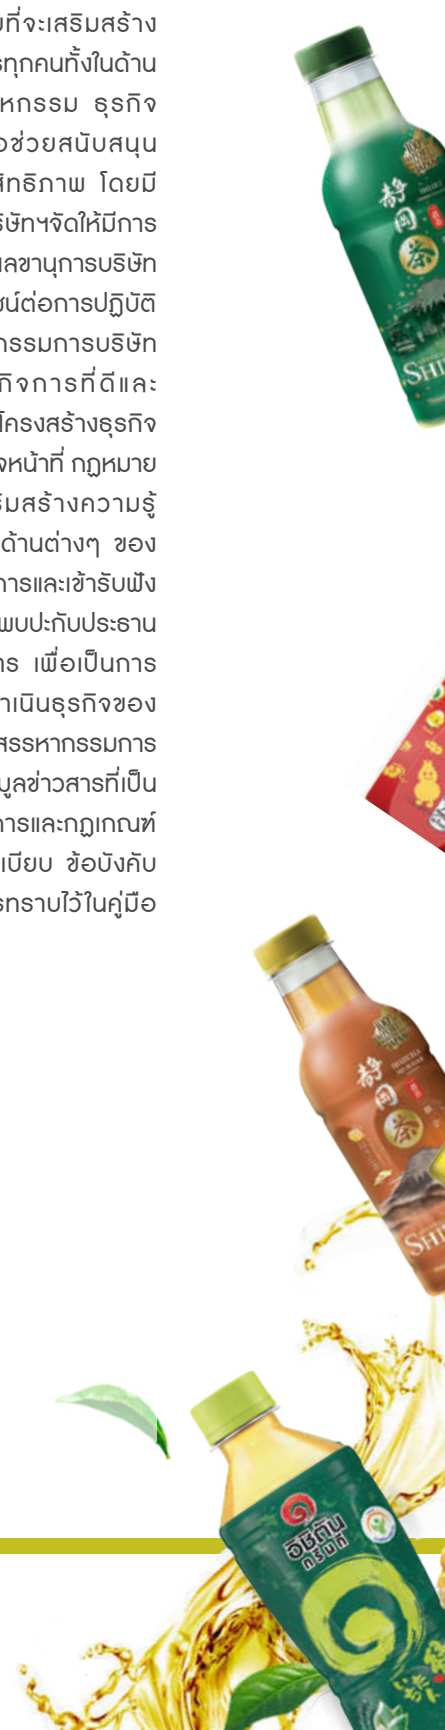 ที่จะเสริมสร้าง
ทุกคนทั้งในด้าน
หกรรม ธุรกิจ
ช่วยสนับสนุน
สิทธิภาพ โดยมี
ริษัทฯจัดให้มีการ
ลขานุการบริษัท
ชน์ต่อการปฏิบัติ
กรรมการบริษัท
กิจการที่ดีและ
โครงสร้างธุรกิจ
จหน้าที่ กฎหมาย
ริมสร้างความรู้
ด้านต่างๆ ของ
การและเข้ารับฟัง
พบปะกับประธาน
าร เพื่อเป็นการ
าเนินธุรกิจของ
สรรหากรรมการ
มูลข่าวสารที่เป็น
การและกฎเกณฑ์
เบียบ ข้อบังคับ
รทราบไว้ในคู่มือ
静岡
茶
SHI
静岡
茶
SHI
อิชิตัน
กรีนที